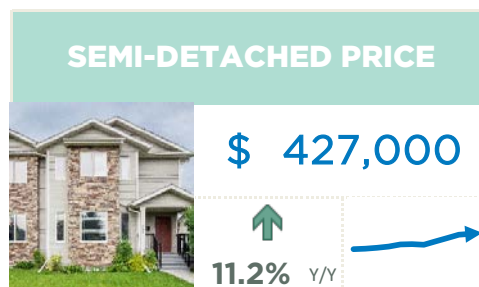 SEMI-DETACHED PRICE
$ 427,000
11.2% Y/Y